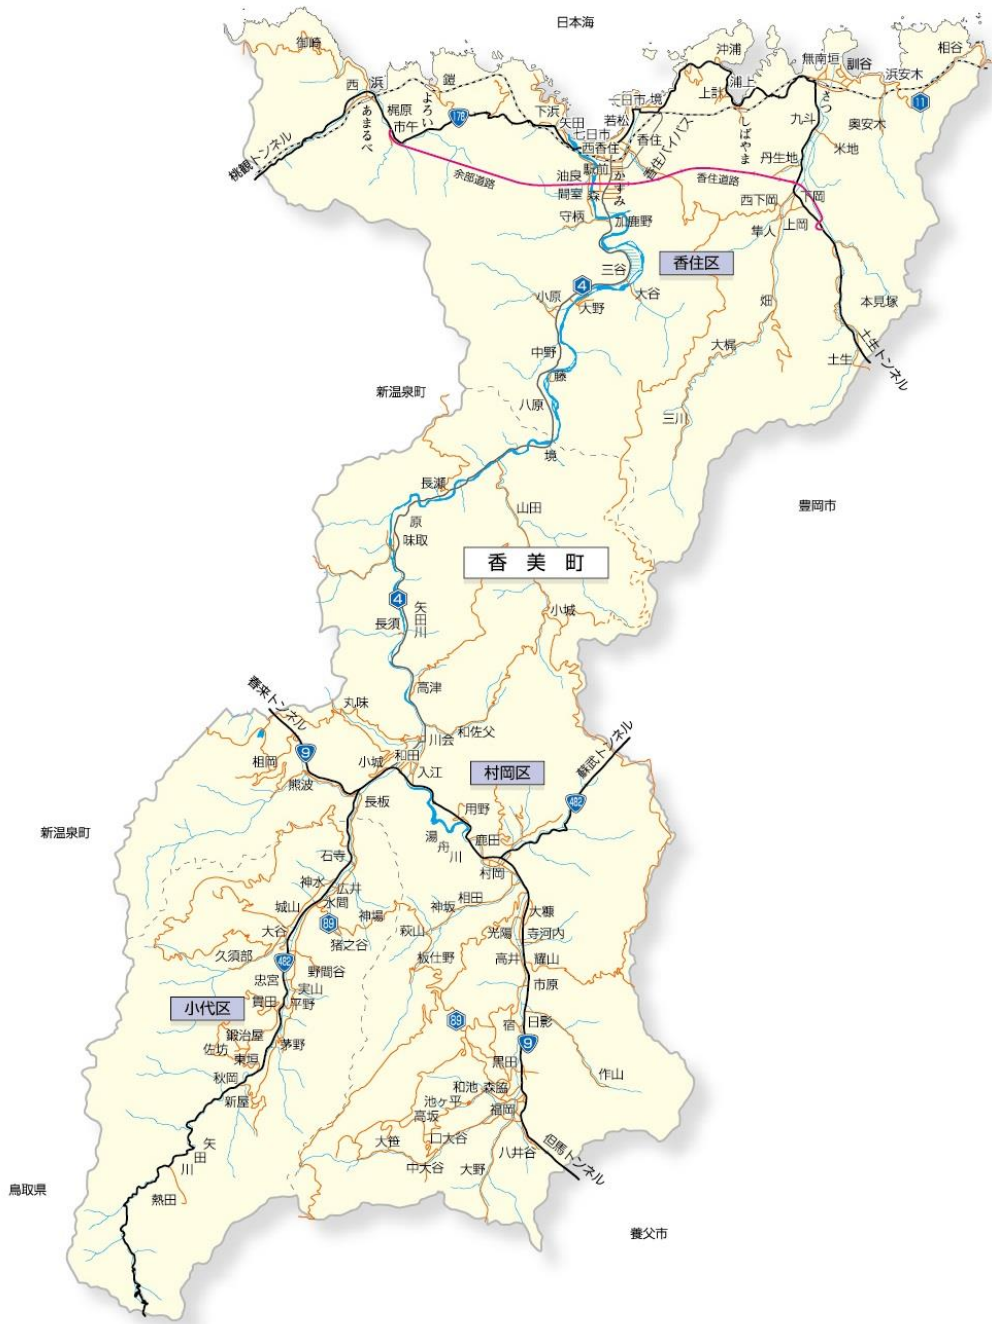 日本海
御崎
沖浦
相谷
無南垣
訓谷
浜安木
西
浜
鎧
浦上
上計
11
一日市
境
さつ
よろい
梶原
市午
178
下浜
矢田
若松
九斗
奥安木
あまるべ
七日市
香住
西香住
しばやま
米地
桃観トンネル
香住バイパス
丹生地
駅前
余部道路
油良
かすみ
香住道路
間室
森
西下岡
下岡
守柄
加鹿野
隼人
上岡
三谷
香住区
4
小原
大野
大谷
畑
本見塚
中野
大梶
土生
土生トンネル
藤
新温泉町
八原
三川
境
長瀬
山田
豊岡市
原
味取
香美町
4
矢田川
小城
長須
高津
春来トンネル
丸味
川会
和佐父
9
小城
和田
蘇武トンネル
柤岡
入江
村岡区
熊波
長板
482
用野
新温泉町
湯舟川
鹿田
石寺
村岡
神水
広井
相田
水間
神坂
城山
神場
大糠
89
萩山
光陽
寺河内
大谷
猪之谷
久須部
板仕野
高井
耀山
482
野間谷
忠宮
市原
実山
小代区
貫田
平野
89
宿
日影
鍛治屋
9
佐坊
茅野
東垣
黒田
秋岡
作山
和池
森脇
新屋
池ヶ平
福岡
高坂
大笹
口大谷
八井谷
但馬トンネル
矢田川
中大谷
大野
鳥取県
熱田
養父市